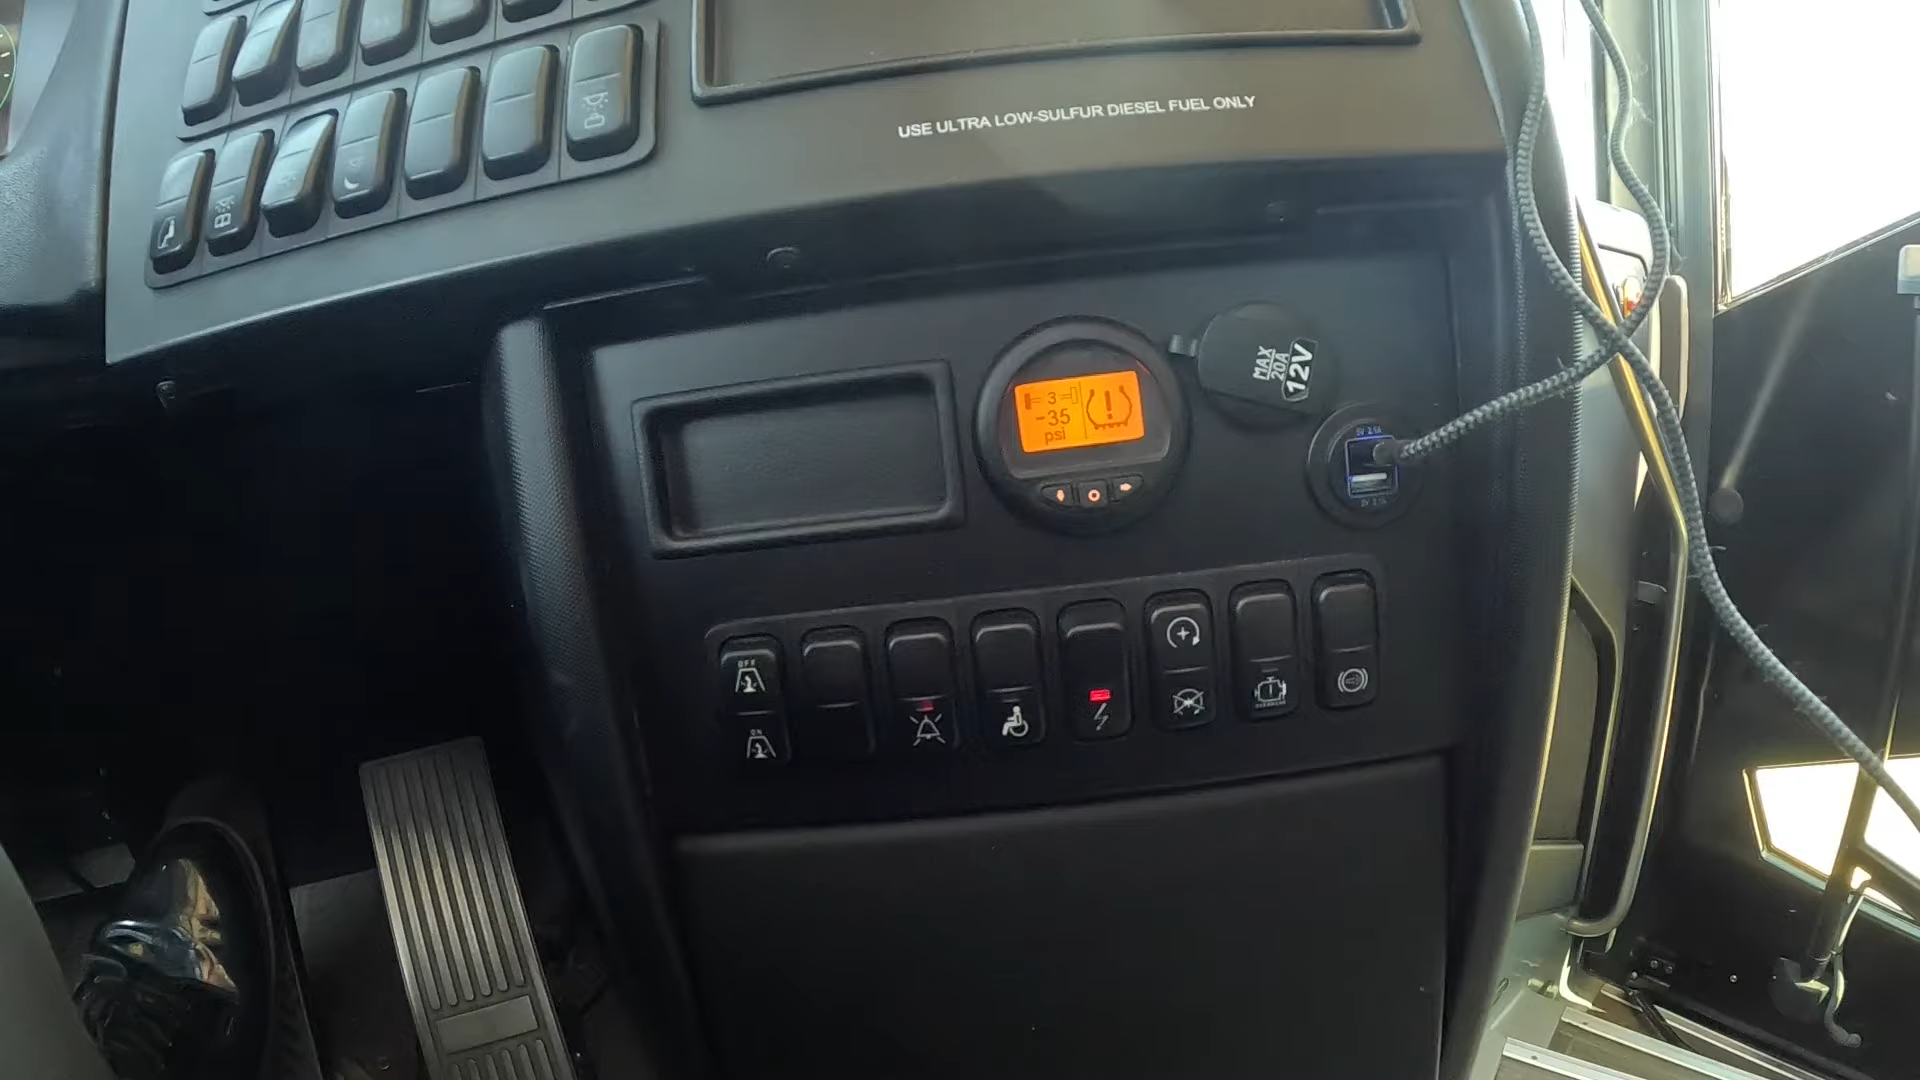 USE ULTRA LOW-SULFUR DIESEL FUEL ONLY
3
-35
psi
MAX
20A
12V
OFF
ON